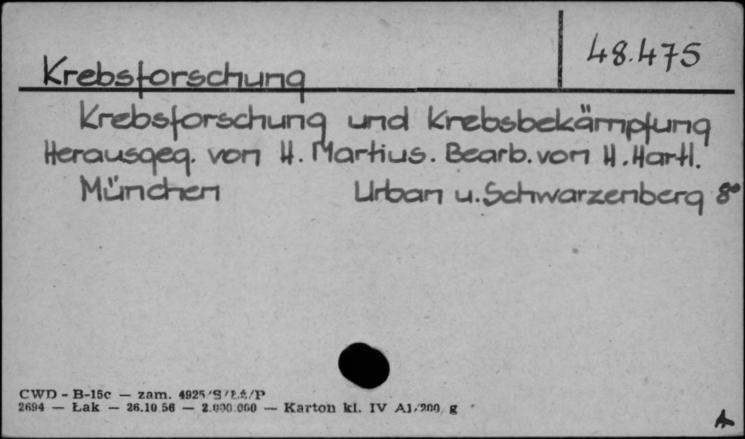 48.475
Krebsforschung
Krebsforschung und Krebsbekämpfung
Herausgeg. von H. Martius. Bearb. von H. Hartl.
München Urban u. Schwarzenberg 8°
CWD - B-15c — zam. 4925/S/Łż/P
2694 — Łak — 26.10 56 — 2.000.000 — Karton kl. IV A1/200 g
A